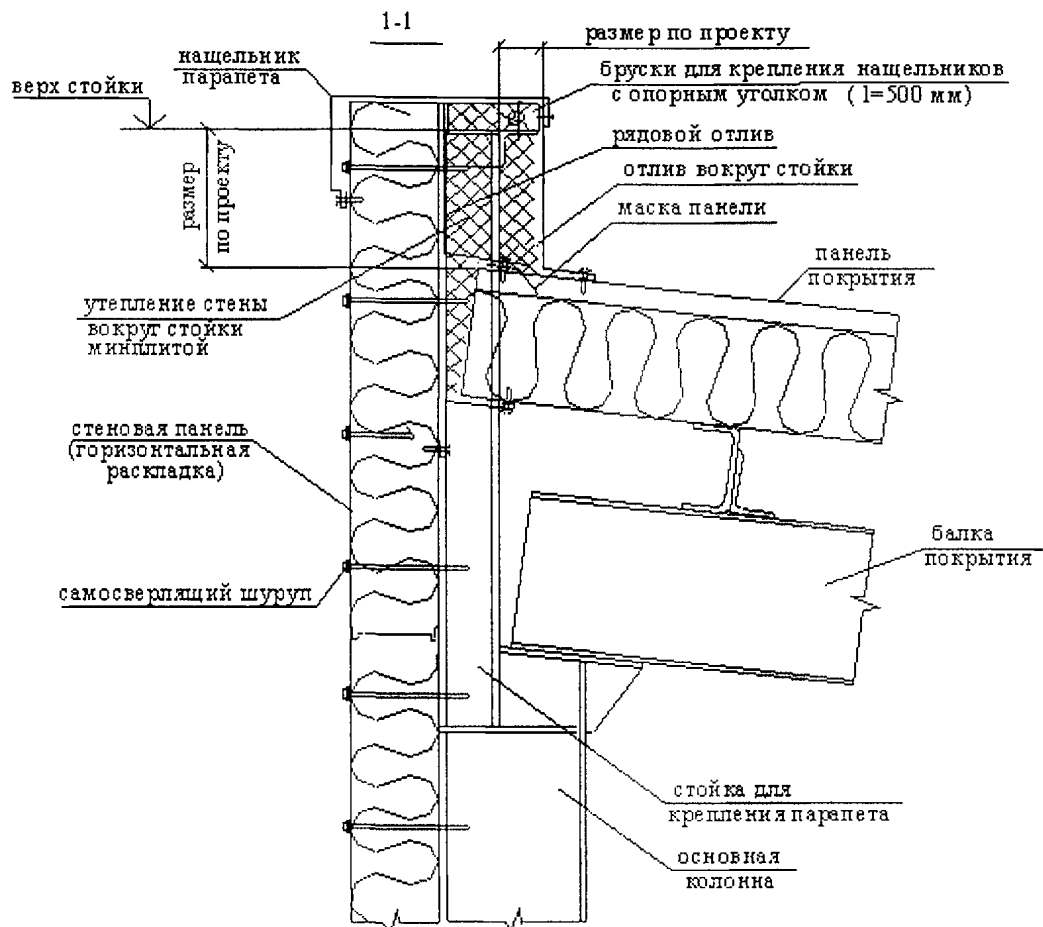 1-1
размер по проекту
нащельник
парапета
верх стойки
бруски для крепления нащельников
с опорным уголком ( l=500 мм)
рядовой отлив
отлив вокруг стойки
маска панели
размер
по проекту
панель
покрытия
утепление стены
вокруг стойки
минплитой
стеновая панель
(горизонтальная
раскладка)
балка
покрытия
самосверлящий шуруп
стойка для
крепления парапета
основная
колонна